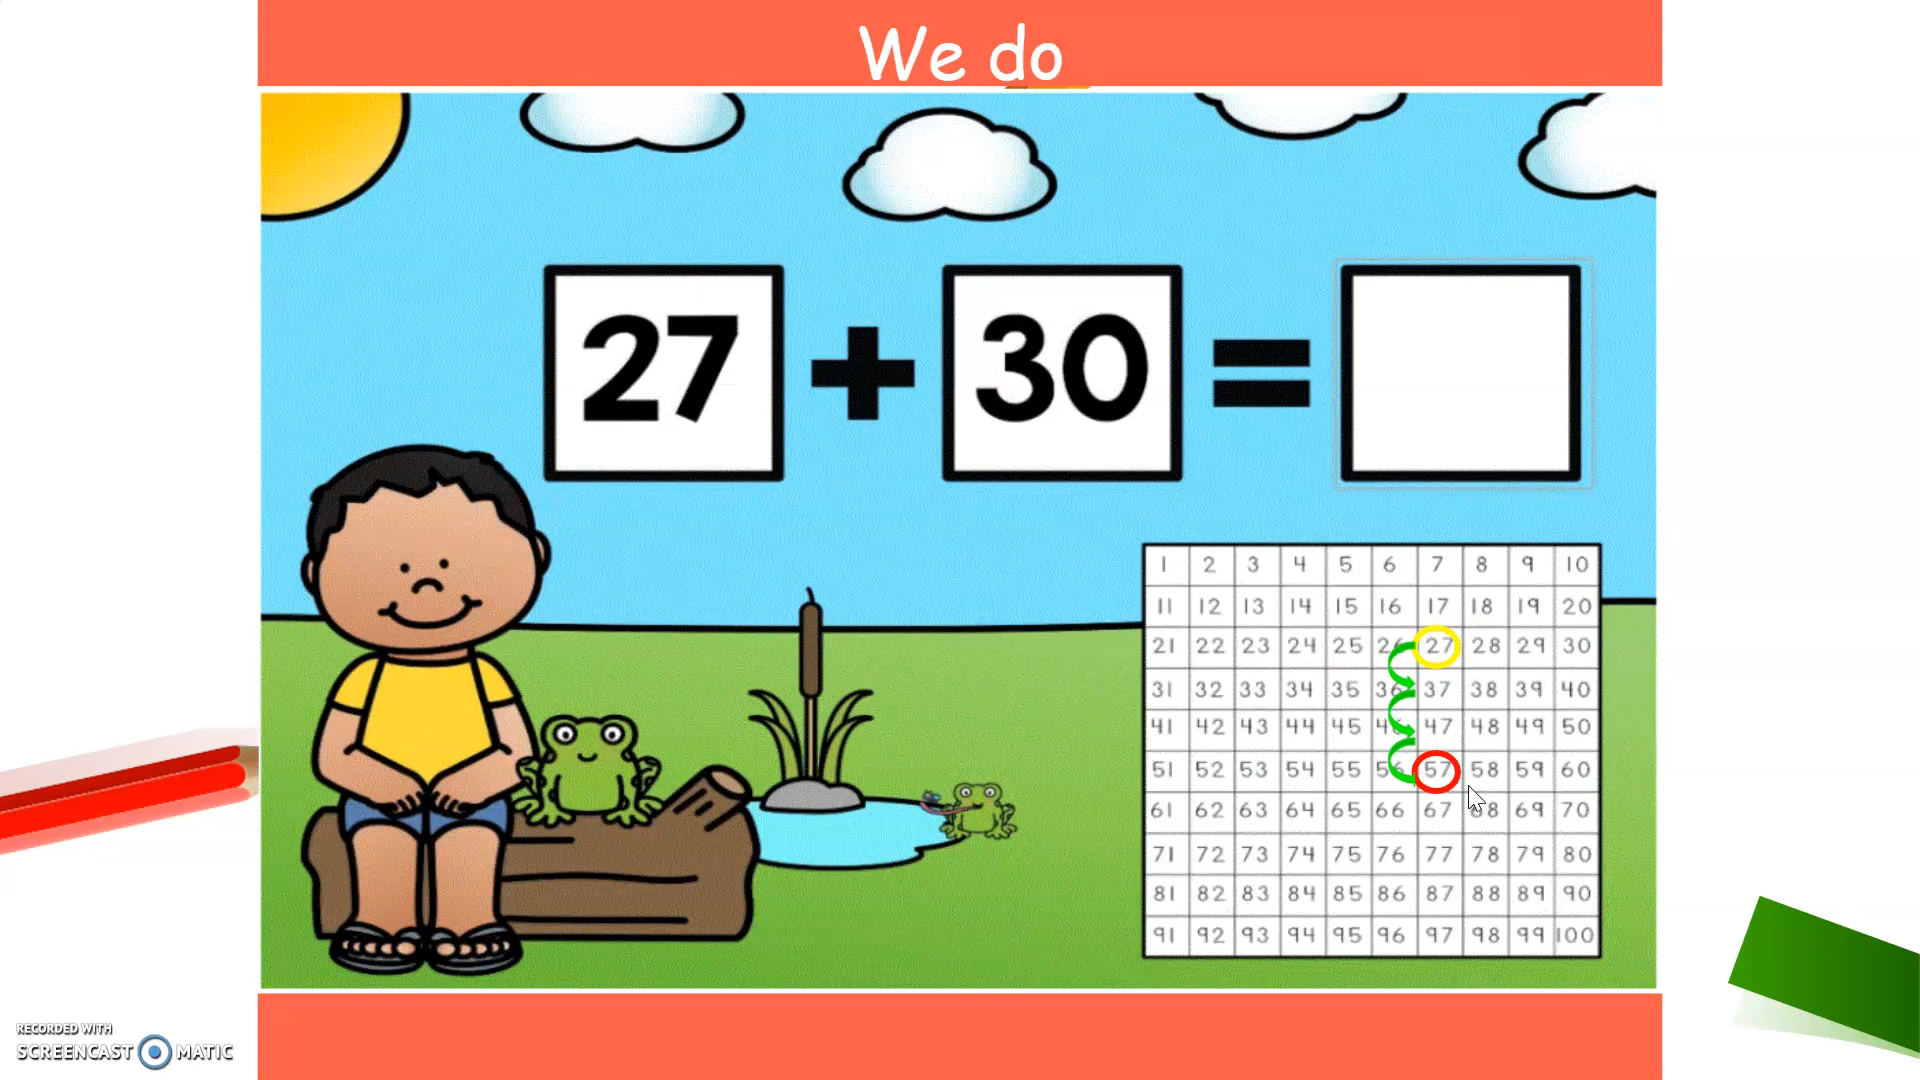 We do
27 + 30 =
1 2 3 4 5 6 7 8 9 10
11 12 13 14 15 16 17 18 19 20
21 22 23 24 25 26 27 28 29 30
31 32 33 34 35 36 37 38 39 40
41 42 43 44 45 46 47 48 49 50
51 52 53 54 55 56 57 58 59 60
61 62 63 64 65 66 67 68 69 70
71 72 73 74 75 76 77 78 79 80
81 82 83 84 85 86 87 88 89 90
91 92 93 94 95 96 97 98 99 100
RECORDED WITH
SCREENCAST MATIC